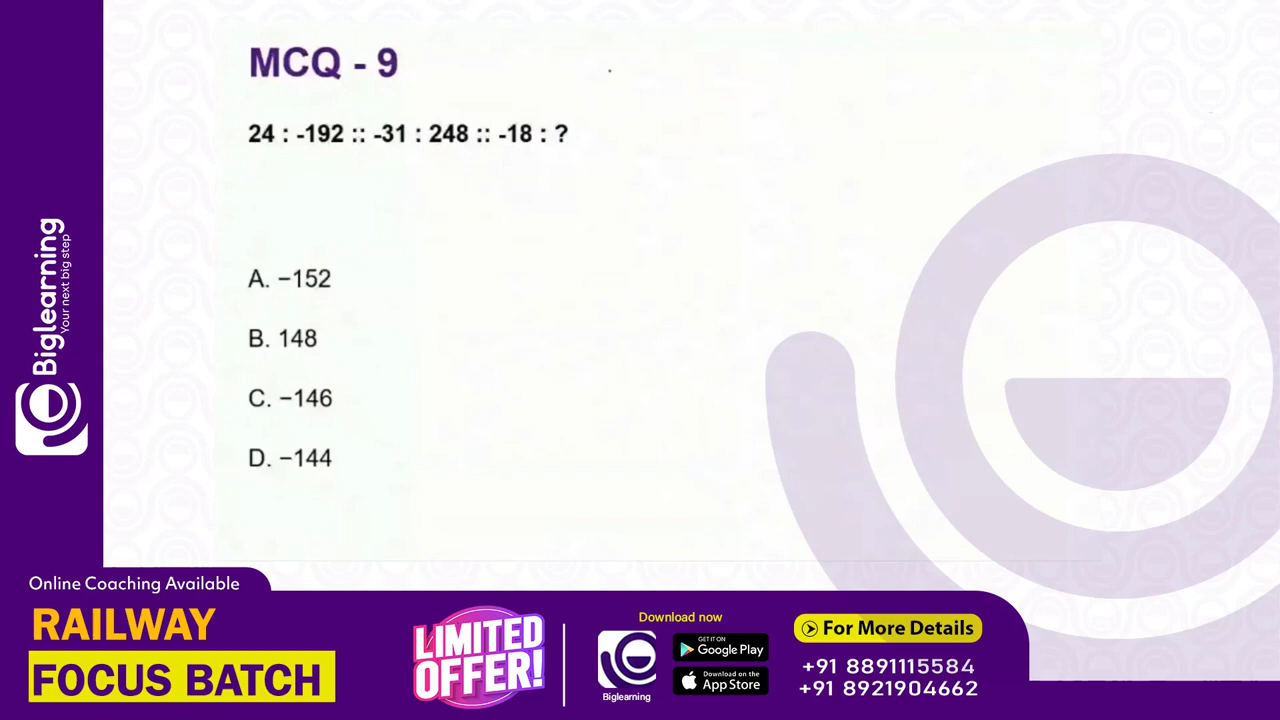 MCQ - 9
24 : -192 :: -31 : 248 :: -18 : ?
A. −152
B. 148
C. −146
D. −144
Biglearning
Your next big step
Online Coaching Available
RAILWAY
FOCUS BATCH
LIMITED
OFFER!
Download now
Biglearning
GET IT ON
Google Play
Download on the
App Store
For More Details
+91 8891115584
+91 8921904662